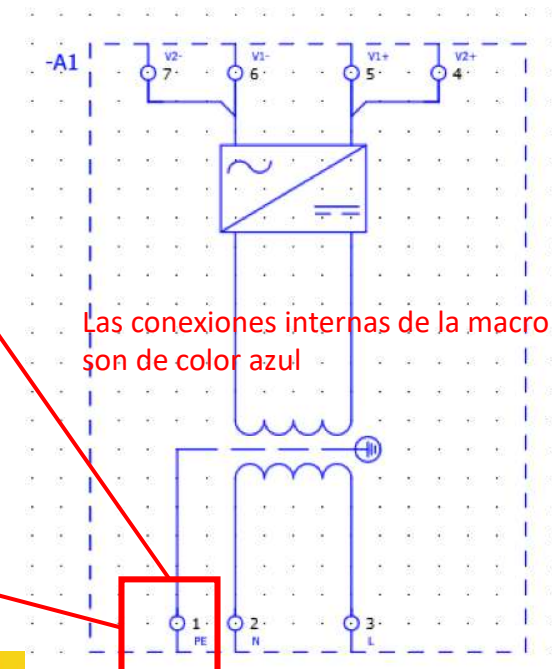 -A1
V2- V1- V1+ V2+
7 6 5 4
Las conexiones internas de la macro
son de color azul
1 2 3
PE N L